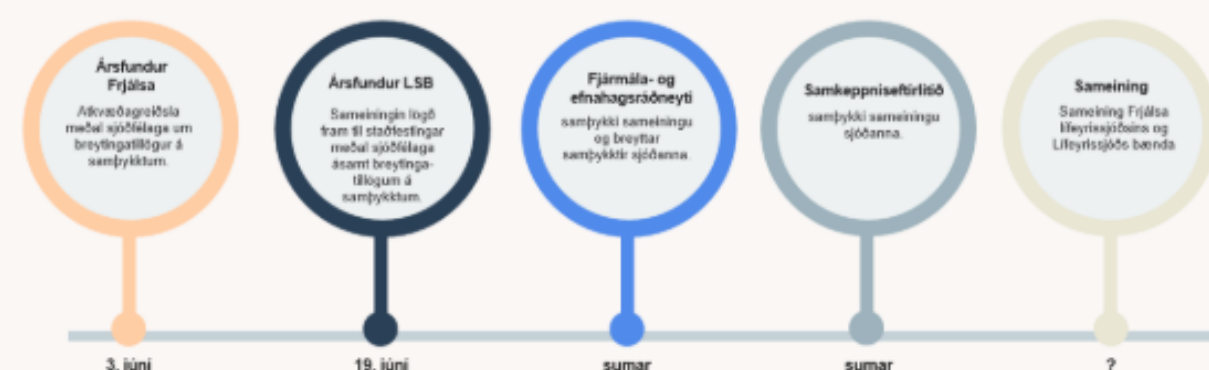 Ársfundur
Frjálsa
Atkvæðagreiðsla
meðal sjóðfélaga um
breytingatillögur á
samþykktum.
3. júní
Ársfundur LSB
Sameiningin lögð
fram til staðfestingar
meðal sjóðfélaga
ásamt breytinga-
tillögum á
samþykktum.
19. júní
Fjármála- og
efnahagsráðneyti
samþykki sameiningu
og breyttar
samþykktir sjóðanna.
sumar
Samkeppniseftirlitið
samþykki sameiningu
sjóðanna.
sumar
Sameining
Sameining Frjálsa
lífeyrissjóðsins og
Lífeyrissjóðs bænda
?